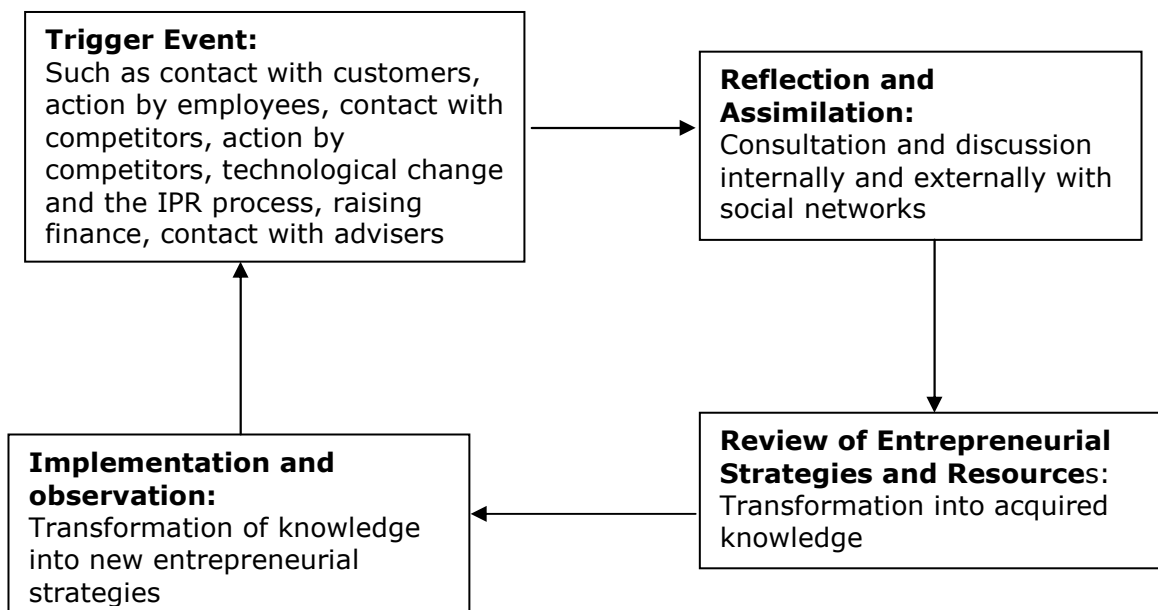 Trigger Event:
Such as contact with customers,
action by employees, contact with
competitors, action by
competitors, technological change
and the IPR process, raising
finance, contact with advisers
Reflection and
Assimilation:
Consultation and discussion
internally and externally with
social networks
Review of Entrepreneurial
Strategies and Resources:
Transformation into acquired
knowledge
Implementation and
observation:
Transformation of knowledge
into new entrepreneurial
strategies